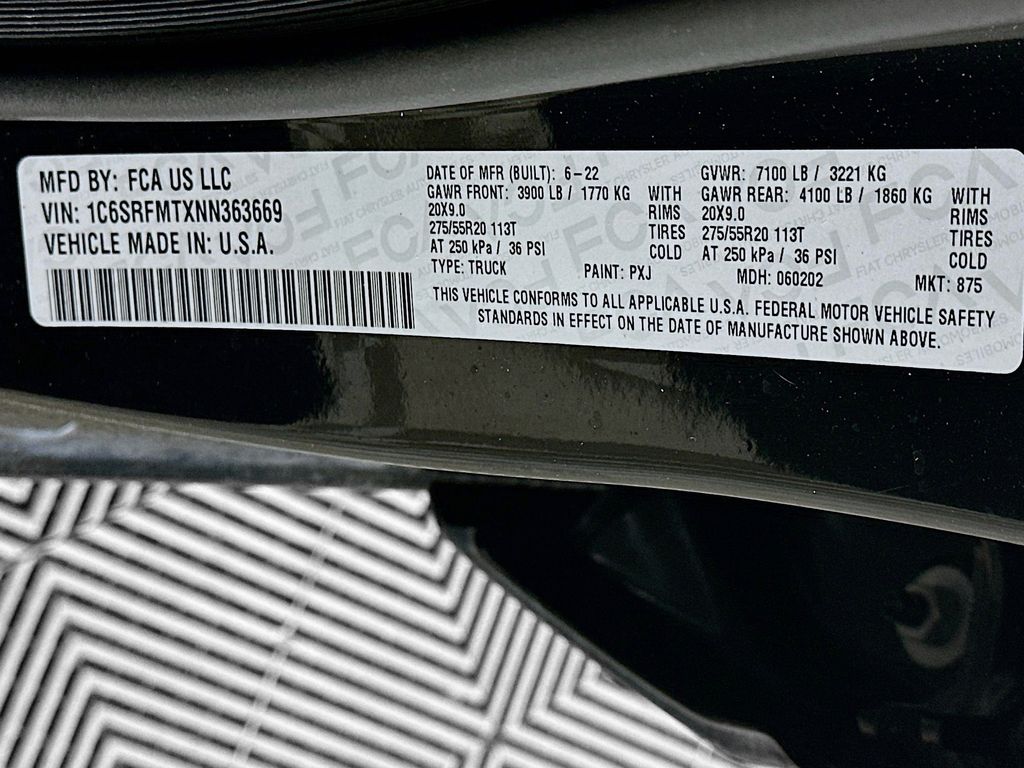 MFD BY: FCA US LLC
VIN: 1C6SRFMTXNN363669
VEHICLE MADE IN: U.S.A.
DATE OF MFR (BUILT): 6-22
GAWR FRONT: 3900 LB / 1770 KG WITH
20X9.0 RIMS
275/55R20 113T TIRES
AT 250 kPa / 36 PSI COLD
TYPE: TRUCK PAINT: PXJ
GVWR: 7100 LB / 3221 KG
GAWR REAR: 4100 LB / 1860 KG WITH
20X9.0 RIMS
275/55R20 113T TIRES
AT 250 kPa / 36 PSI COLD
MDH: 060202 MKT: 875
THIS VEHICLE CONFORMS TO ALL APPLICABLE U.S.A. FEDERAL MOTOR VEHICLE SAFETY
STANDARDS IN EFFECT ON THE DATE OF MANUFACTURE SHOWN ABOVE.